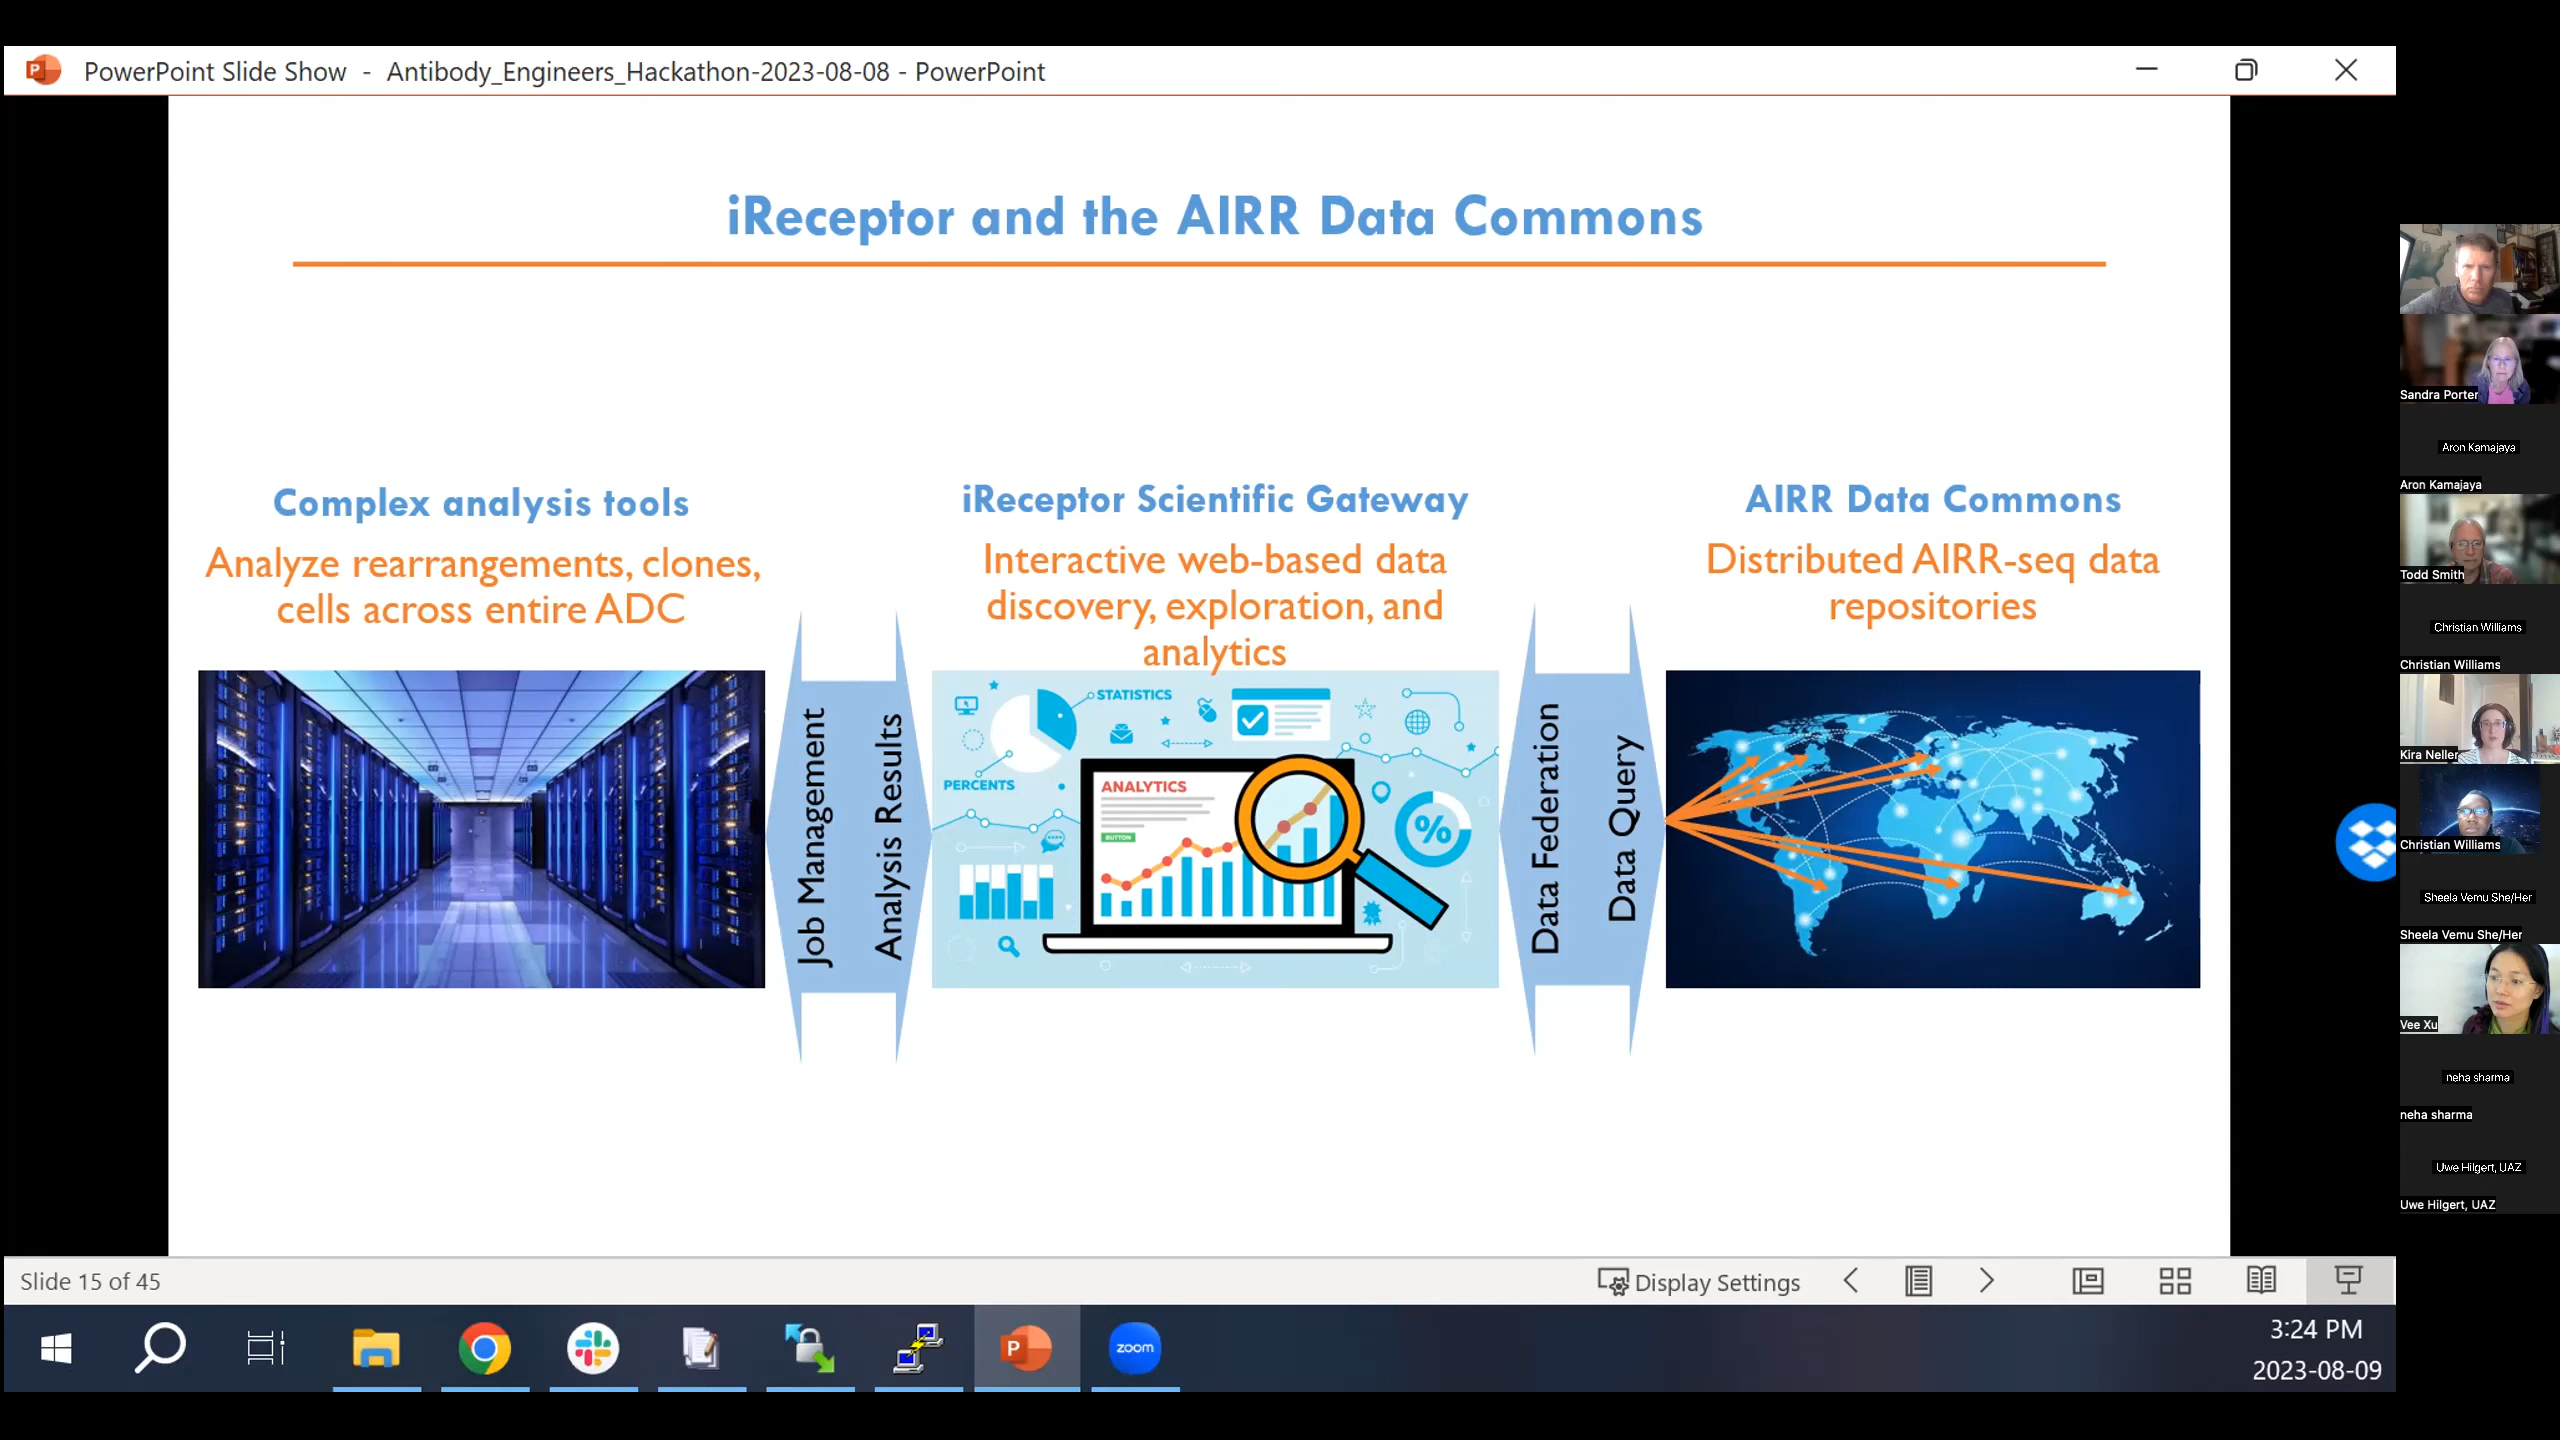 PowerPoint Slide Show - Antibody_Engineers_Hackathon-2023-08-08 - PowerPoint
iReceptor and the AIRR Data Commons
Complex analysis tools
Analyze rearrangements, clones,
cells across entire ADC
Job Management
Analysis Results
iReceptor Scientific Gateway
Interactive web-based data
discovery, exploration, and
analytics
STATISTICS
PERCENTS
ANALYTICS
BUTTON
%
Data Federation
Data Query
AIRR Data Commons
Distributed AIRR-seq data
repositories
Sandra Porter
Aron Kamajaya
Aron Kamajaya
Todd Smith
Christian Williams
Christian Williams
Kira Neller
Christian Williams
Sheela Vemu She/Her
Sheela Vemu She/Her
Vee Xu
neha sharma
neha sharma
Uwe Hilgert, UAZ
Uwe Hilgert, UAZ
Slide 15 of 45
Display Settings
P
zoom
3:24 PM
2023-08-09